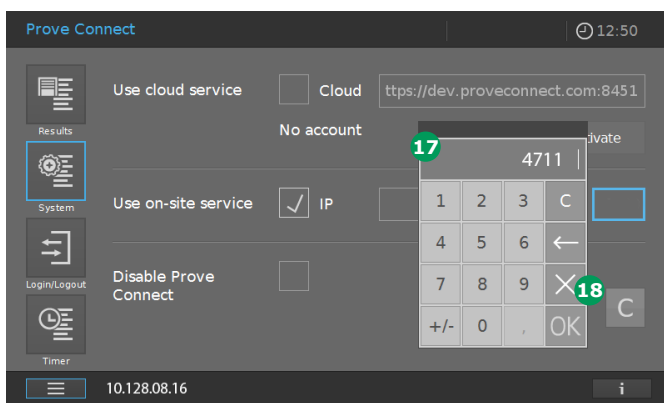 Prove Connect
12:50
Use cloud service
Cloud
ttps://dev.proveconnect.com:8451
Results
No account
17
4711
System
Use on-site service
IP
1 2 3 C
4 5 6 ←
Login/Logout
Disable Prove
Connect
7 8 9 X
18
C
+/- 0 , OK
Timer
10.128.08.16
i